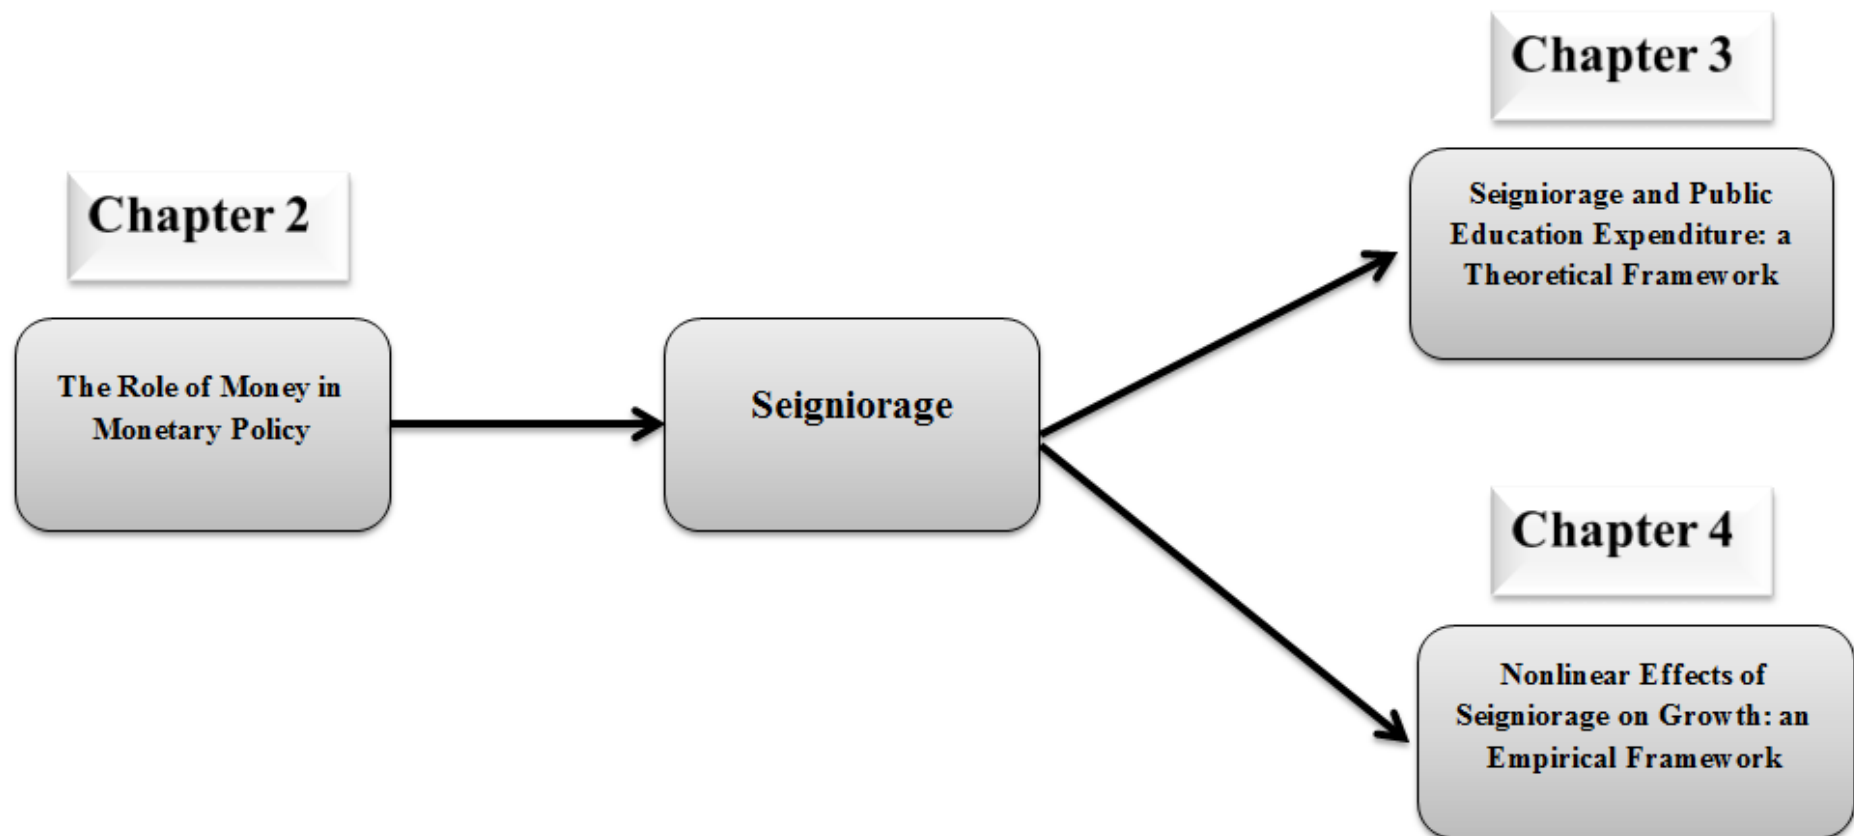 Chapter 2
The Role of Money in
Monetary Policy
Seigniorage
Chapter 3
Seigniorage and Public
Education Expenditure: a
Theoretical Framework
Chapter 4
Nonlinear Effects of
Seigniorage on Growth: an
Empirical Framework